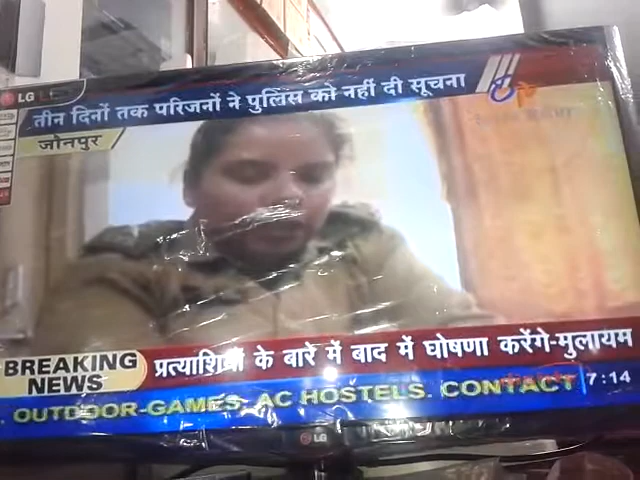 LG
तीन दिनों तक परिजनों ने पुलिस को नहीं दी सूचना
जौनपुर
BREAKING NEWS
प्रत्याशियों के बारे में बाद में घोषणा करेंगे-मुलायम
. OUTDOOR-GAMES. AC HOSTELS. CONTACT
7:14
LG